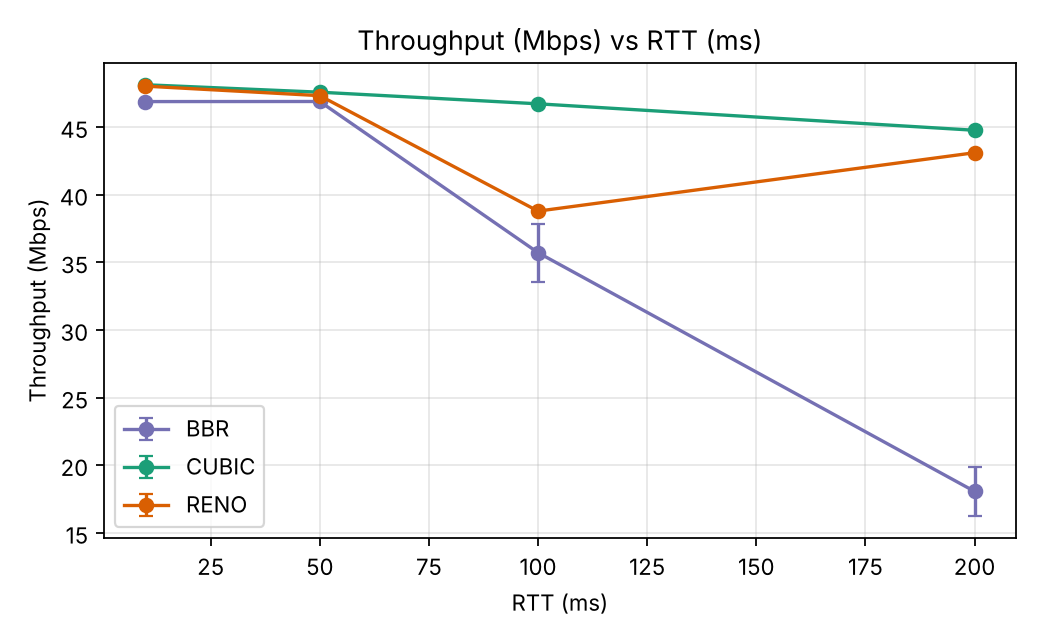 Throughput (Mbps) vs RTT (ms)
Throughput (Mbps)
45
40
35
30
25
20
15
BBR
CUBIC
RENO
25 50 75 100 125 150 175 200
RTT (ms)